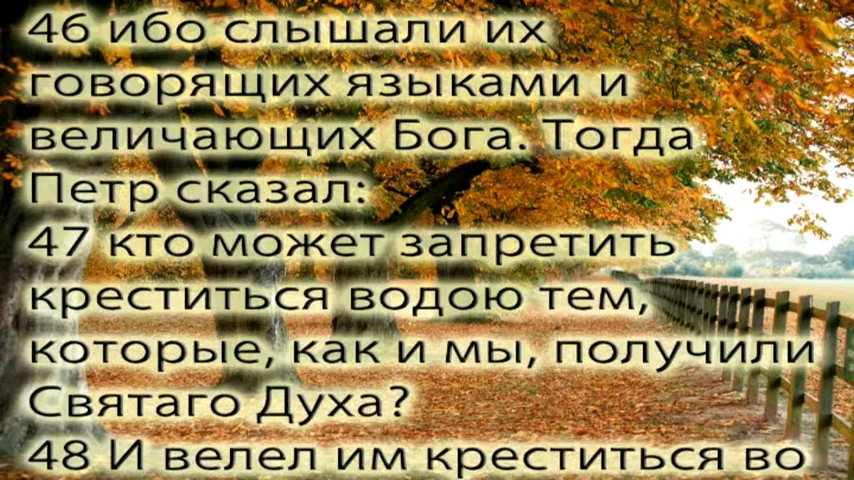 46 ибо слышали их
говорящих языками и
величающих Бога. Тогда
Петр сказал:
47 кто может запретить
креститься водою тем,
которые, как и мы, получили
Святаго Духа?
48 И велел им креститься во